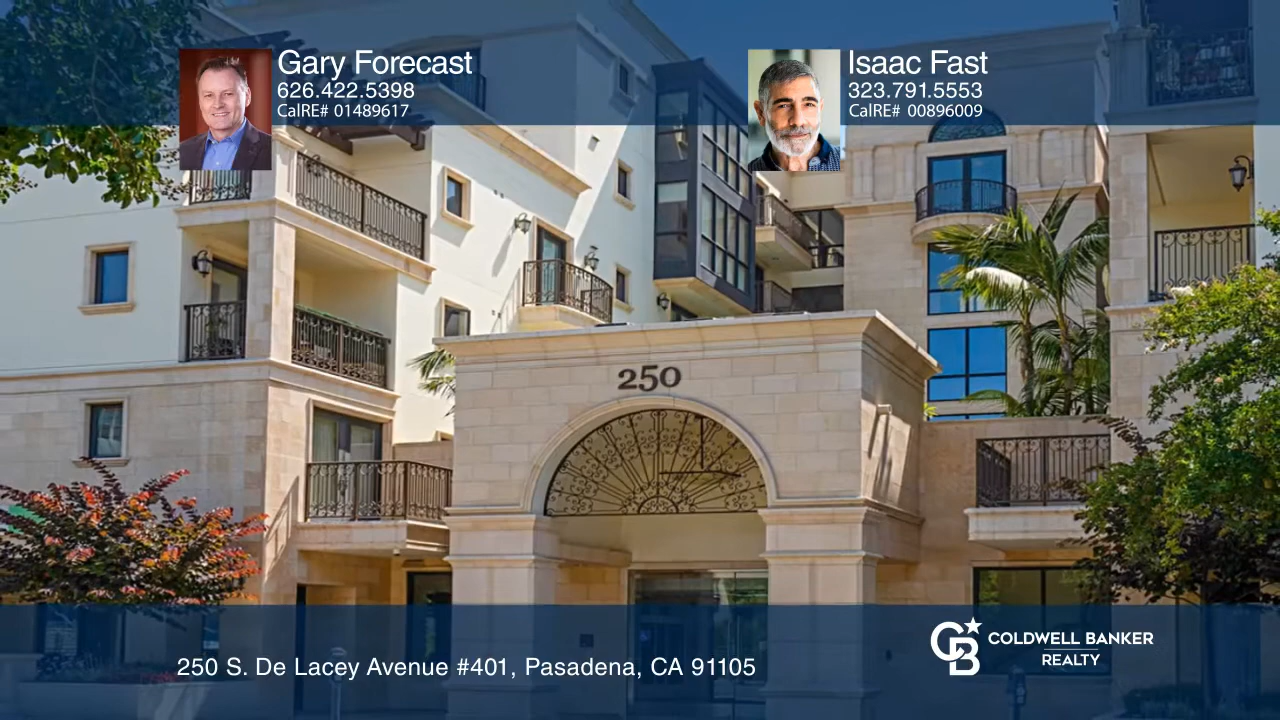 Gary Forecast
626.422.5398
CalRE# 01489617
Isaac Fast
323.791.5553
CalRE# 00896009
250
250 S. De Lacey Avenue #401, Pasadena, CA 91105
CB
COLDWELL BANKER
REALTY